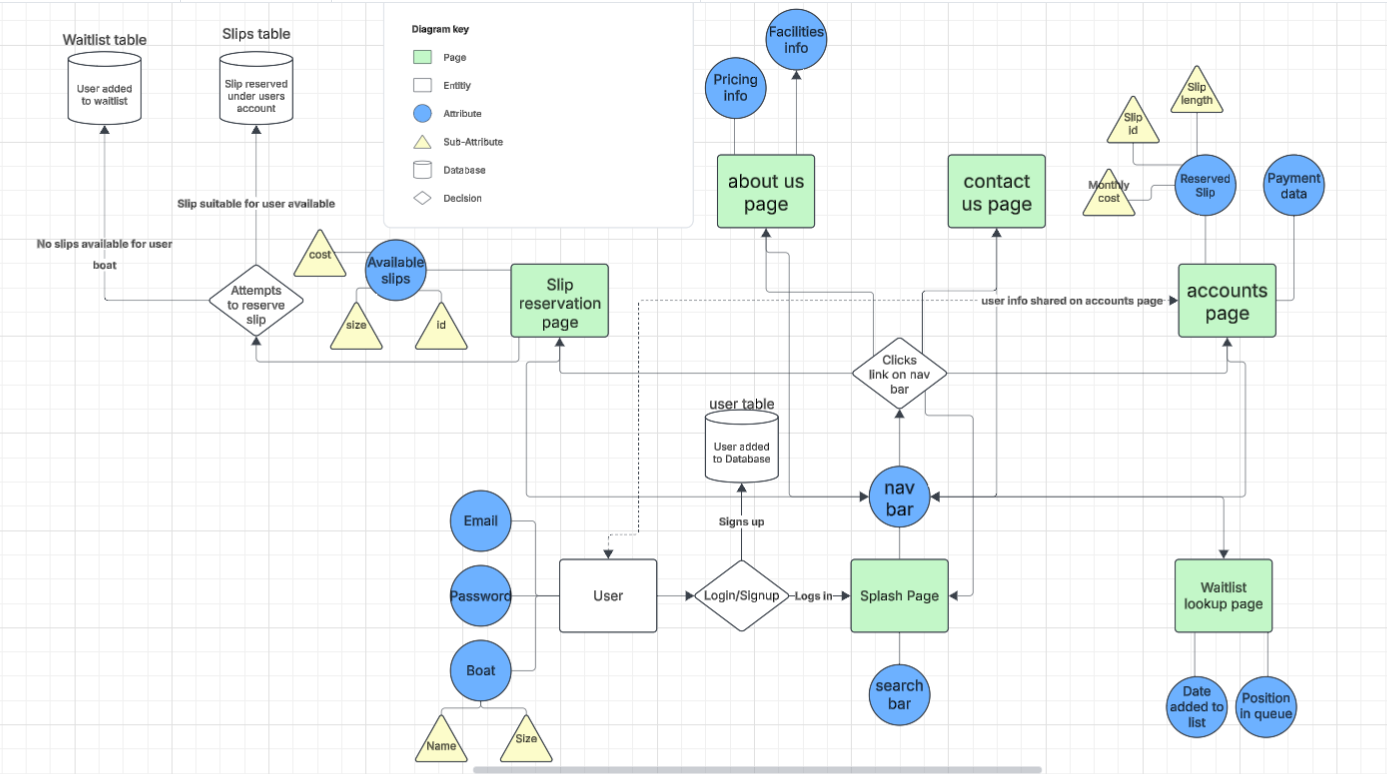 Waitlist table
User added
to waitlist
Slips table
Slip reserved
under users
account
Diagram key
Page
Entitiy
Attribute
Sub-Attribute
Database
Decision
Facilities
info
Pricing
info
about us
page
contact
us page
Slip
length
Slip
id
Monthly
cost
Reserved
Slip
Payment
data
accounts
page
Slip suitable for user available
No slips available for user
boat
Attempts
to reserve
slip
cost
Available
slips
size
id
Slip
reservation
page
user info shared on accounts page
Clicks
link on nav
bar
user table
User added
to Database
Signs up
nav
bar
Email
Password
Boat
Name
Size
User
Login/Signup
Logs in
Splash Page
search
bar
Waitlist
lookup page
Date
added to
list
Position
in queue